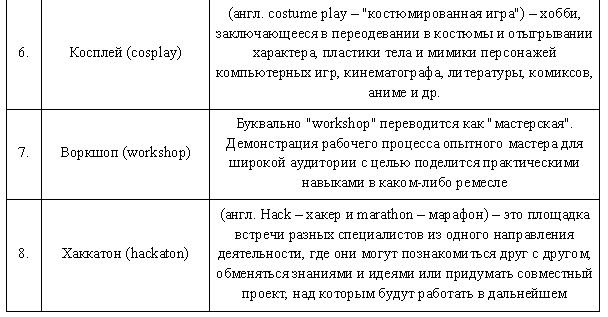 (англ. costume play – "костюмированная игра") – хобби,
заключающееся в переодевании в костюмы и отыгрывании
6. Косплей (cosplay) характера, пластики тела и мимики персонажей
компьютерных игр, кинематографа, литературы, комиксов,
аниме и др.
Буквально "workshop" переводится как "мастерская".
7. Воркшоп (workshop) Демонстрация рабочего процесса опытного мастера для
широкой аудитории с целью поделится практическими
навыками в каком-либо ремесле
(англ. Hack – хакер и marathon – марафон) – это площадка
встречи разных специалистов из одного направления
8. Хаккатон (hackaton) деятельности, где они могут познакомиться друг с другом,
обменяться знаниями и идеями или придумать совместный
проект, над которым будут работать в дальнейшем